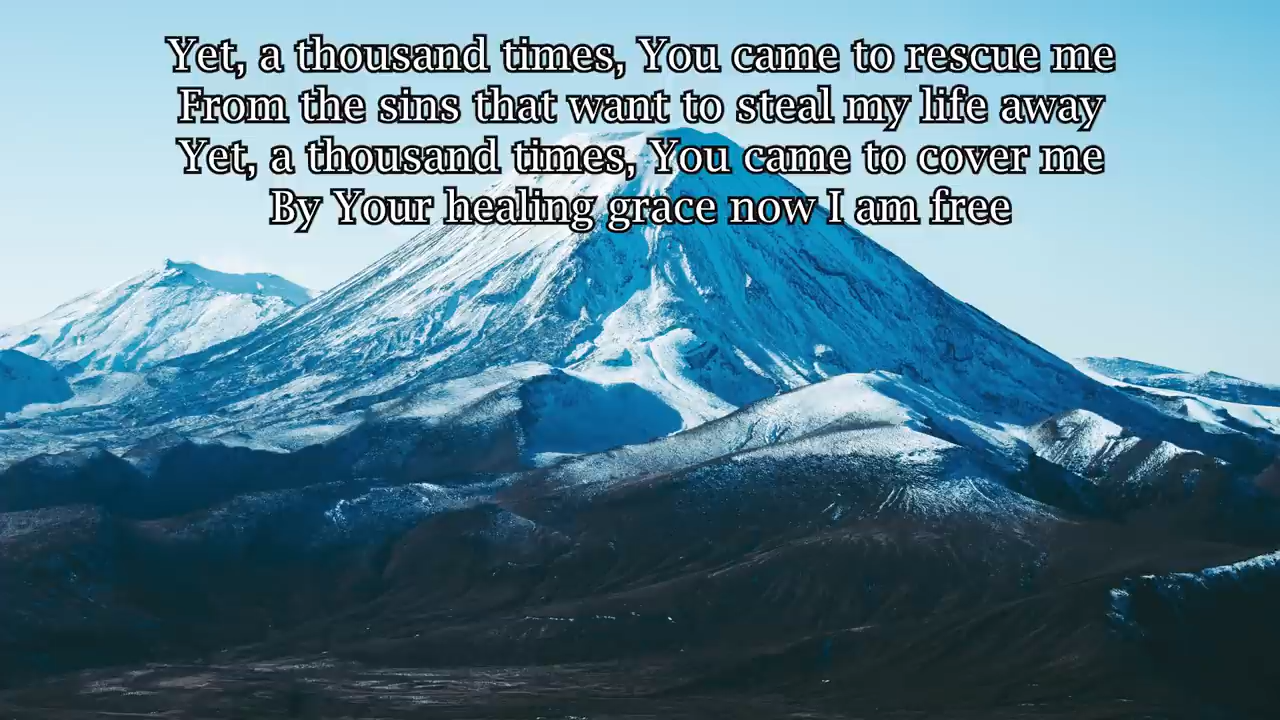 Yet, a thousand times, You came to rescue me
From the sins that want to steal my life away
Yet, a thousand times, You came to cover me
By Your healing grace now I am free